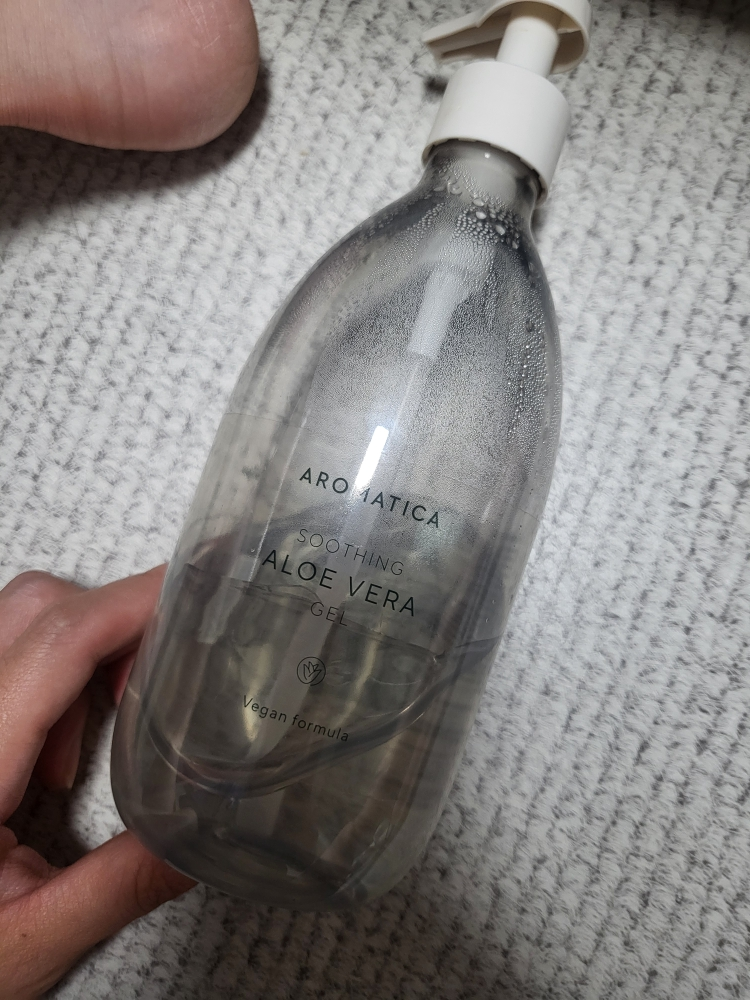 AROMATICA
SOOTHING
ALOE VERA
GEL
Vegan formula